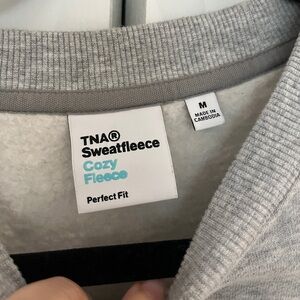 TNA®
Sweatfleece
Cozy
Fleece
Perfect Fit
M
MADE IN
CAMBODIA